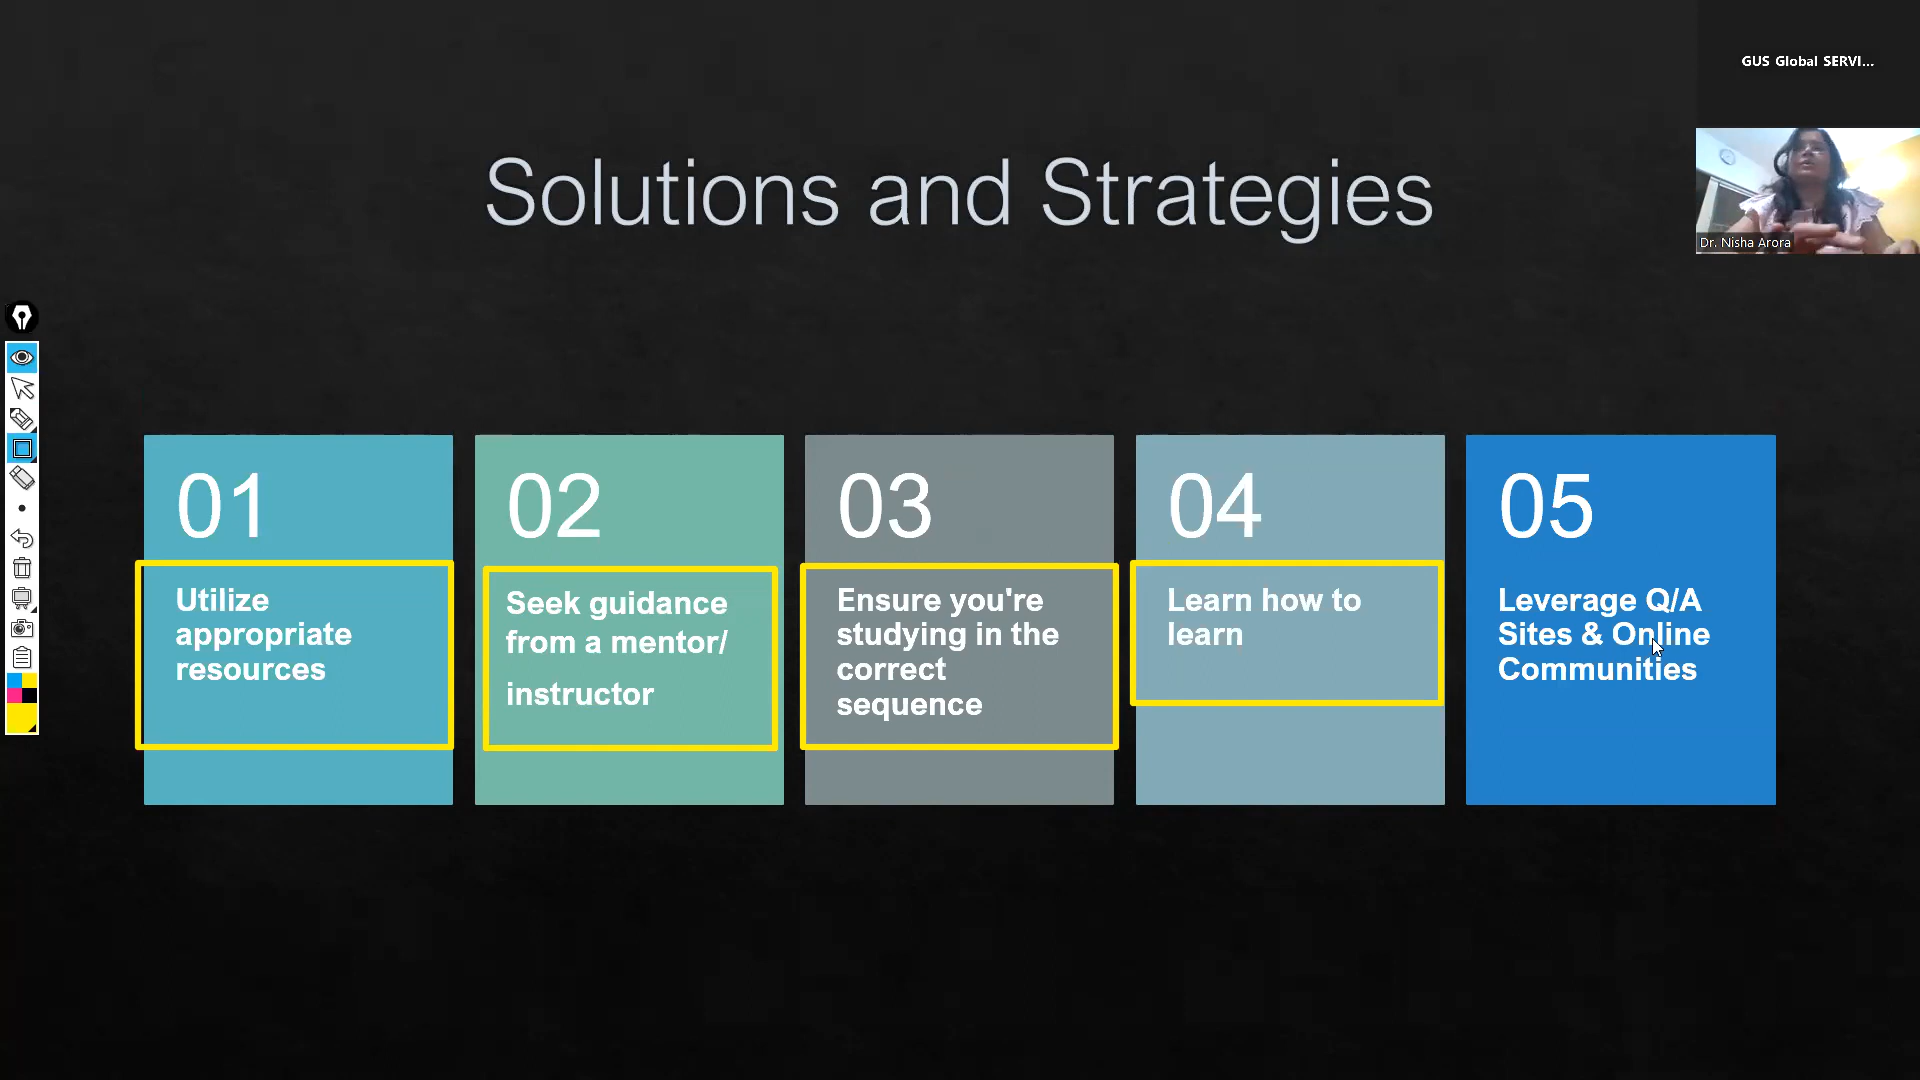 GUS Global SERVI...
Solutions and Strategies
Dr. Nisha Arora
01
Utilize
appropriate
resources
02
Seek guidance
from a mentor/
instructor
03
Ensure you're
studying in the
correct
sequence
04
Learn how to
learn
05
Leverage Q/A
Sites & Online
Communities